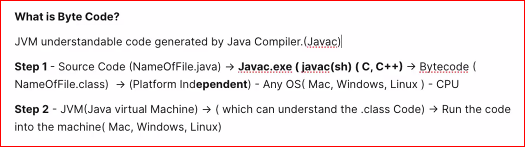 What is Byte Code?
JVM understandable code generated by Java Compiler.(Javac)
Step 1 - Source Code (NameOfFile.java) → Javac.exe ( javac(sh) ( C, C++) → Bytecode (
NameOfFile.class)  → (Platform Independent) - Any OS( Mac, Windows, Linux ) - CPU
Step 2 - JVM(Java virtual Machine) → ( which can understand the .class Code) → Run the code
into the machine( Mac, Windows, Linux)